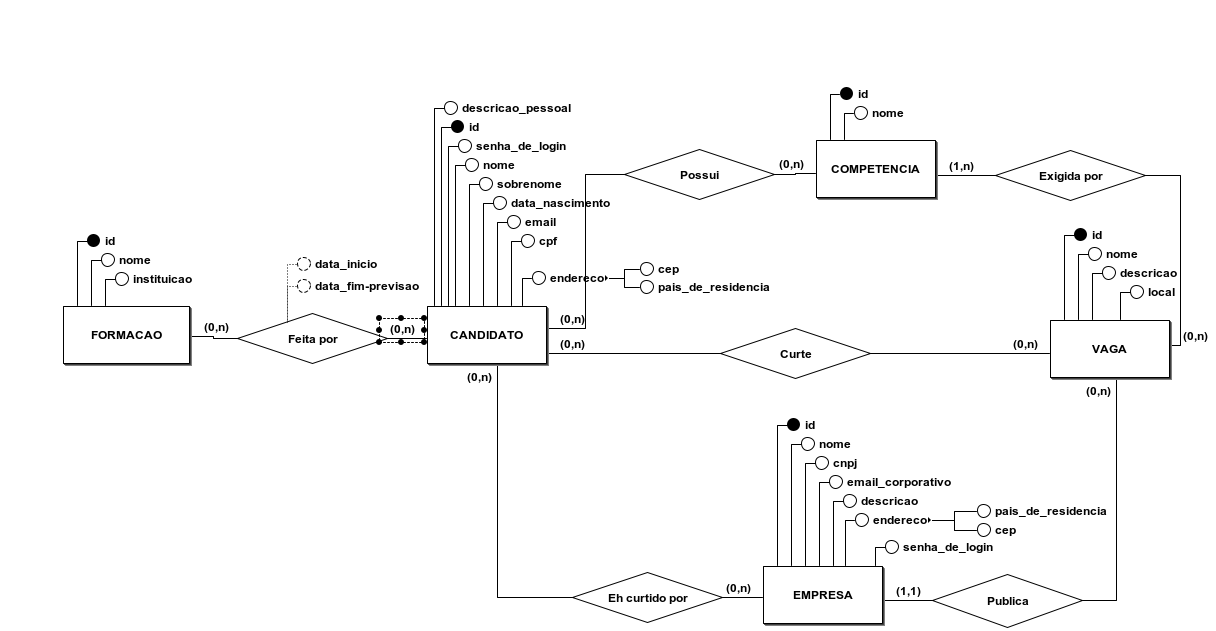 id
nome
descricao_pessoal
id
senha_de_login
nome
sobrenome
data_nascimento
email
cpf
endereco
cep
pais_de_residencia
Possui
(0,n)
COMPETENCIA
(1,n)
Exigida por
id
nome
instituicao
data_inicio
data_fim-previsao
id
nome
descricao
local
FORMACAO
(0,n)
Feita por
(0,n)
CANDIDATO
(0,n)
(0,n)
Curte
(0,n)
VAGA
(0,n)
(0,n)
(0,n)
id
nome
cnpj
email_corporativo
descricao
endereco
pais_de_residencia
cep
senha_de_login
Eh curtido por
(0,n)
EMPRESA
(1,1)
Publica